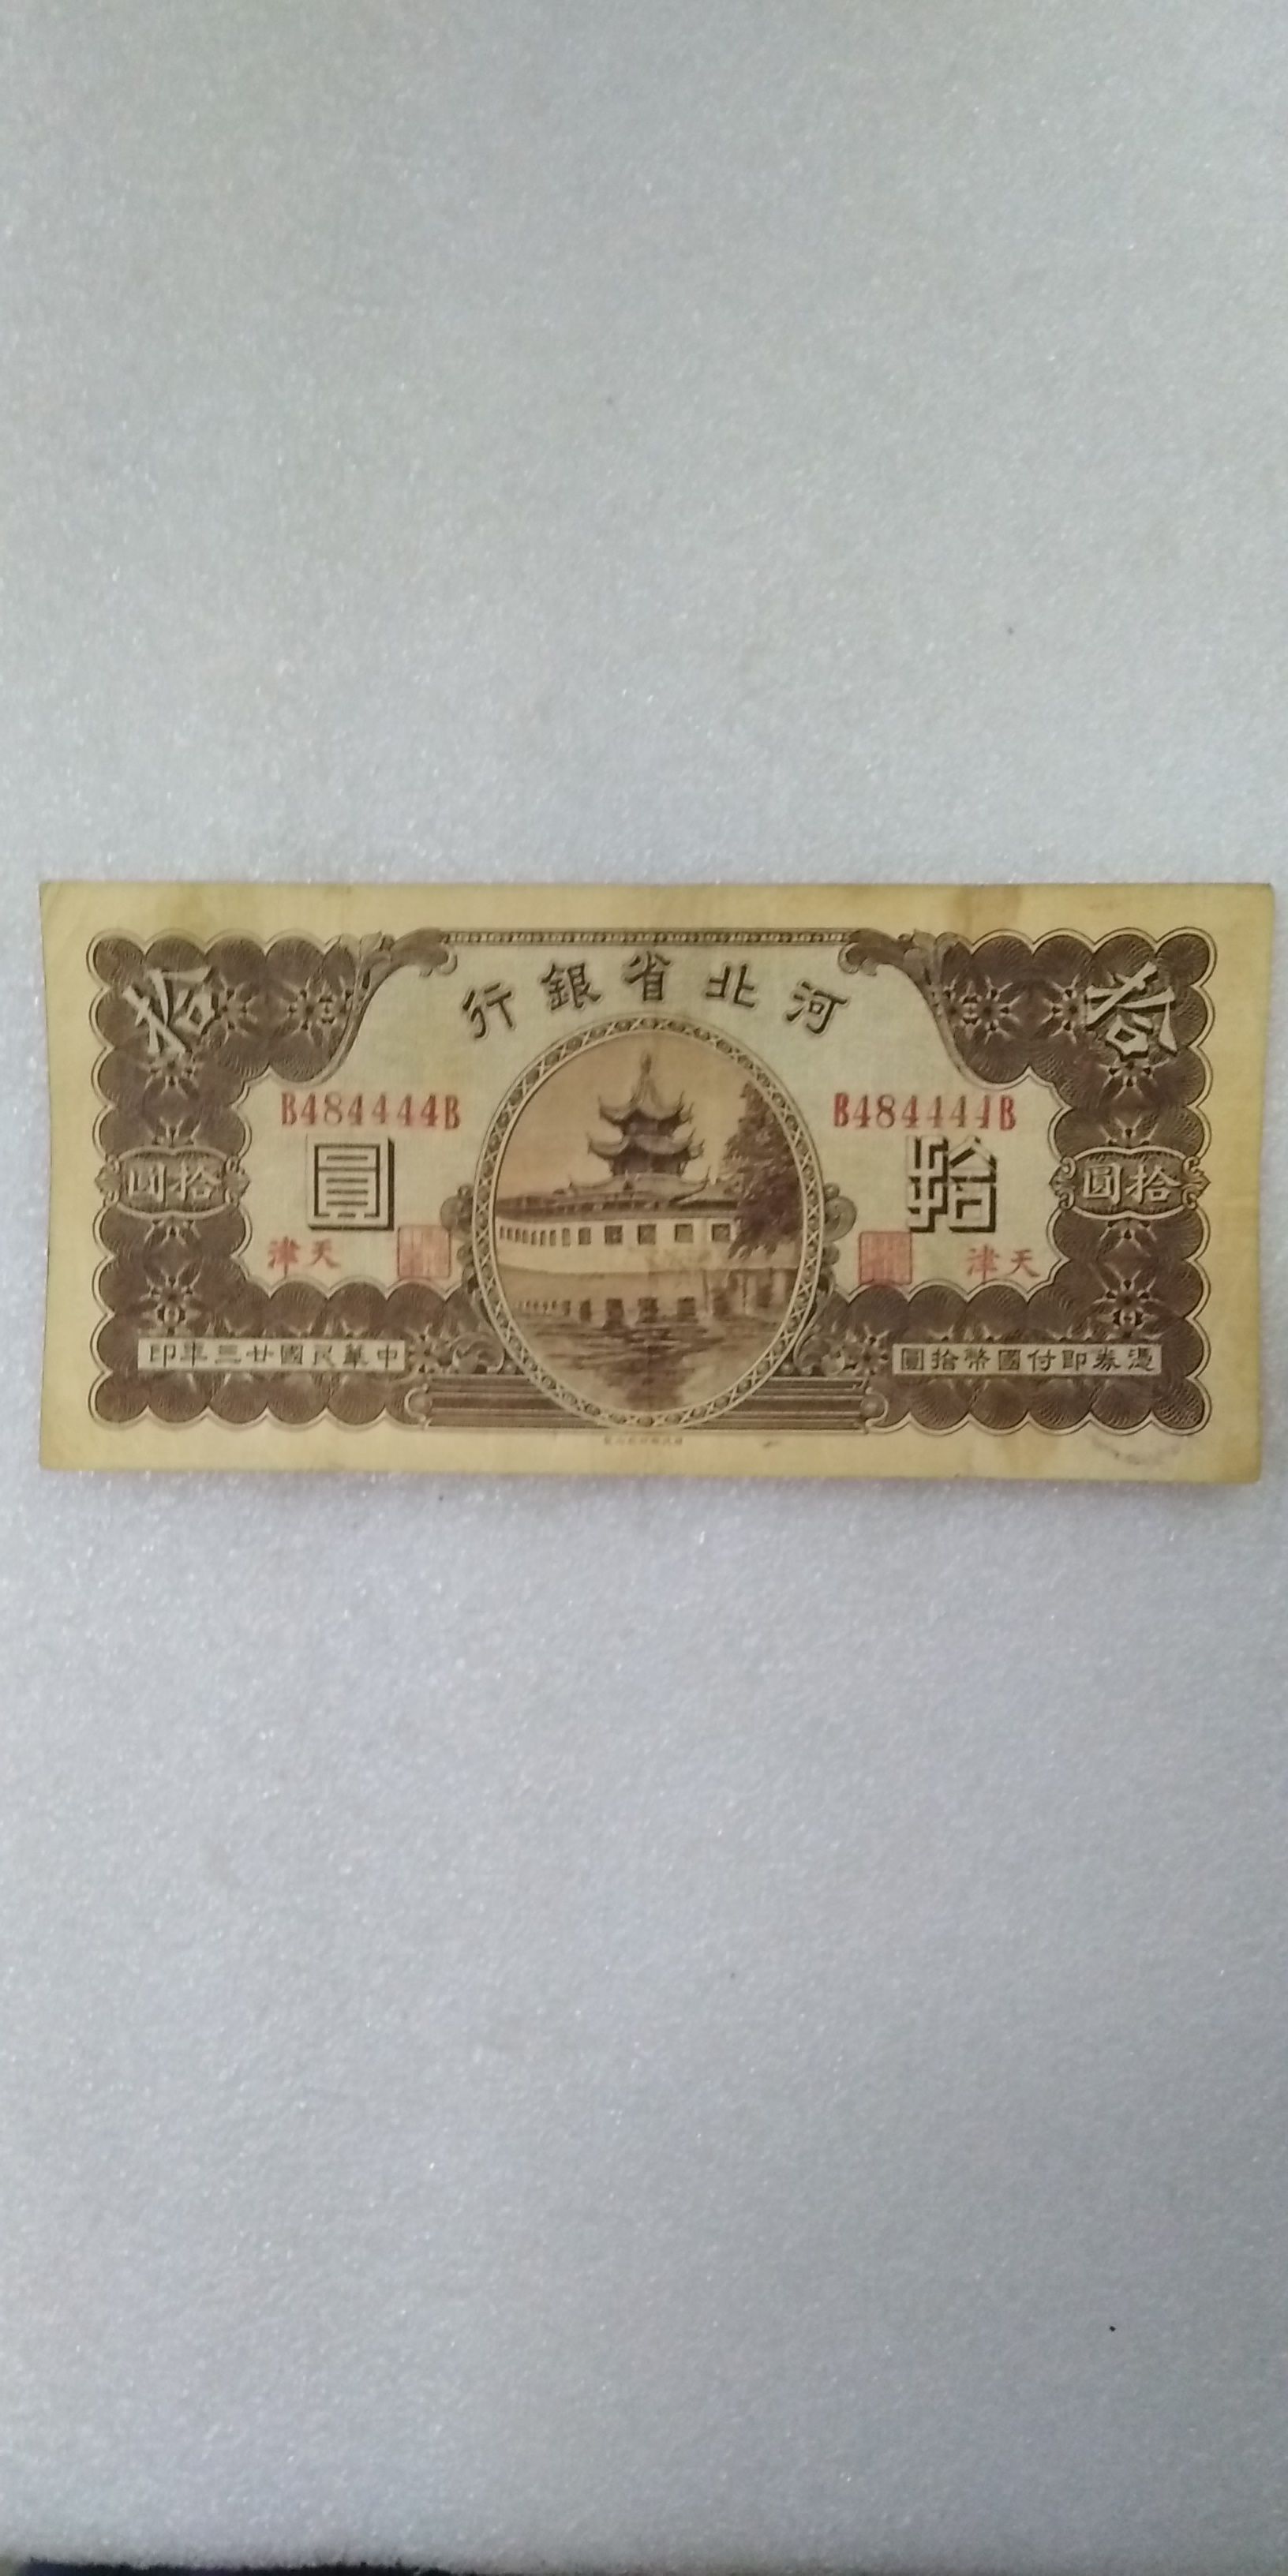 河北省銀行
拾
拾
B484444B
B484444B
拾圓
拾
圓
拾圓
天津
天津
憑券即付國幣拾圓
中華民國廿三年印